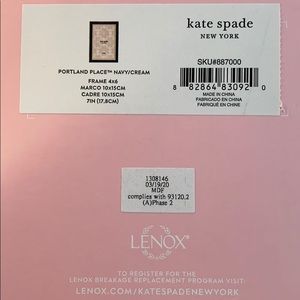 kate spade
NEW YORK
PORTLAND PLACE™ NAVY/CREAM
FRAME 4x6
MARCO 10x15CM
CADRE 10x15CM
7IN (17.8CM)
SKU#887000
8 82864 83092 0
MADE IN CHINA
FABRICADO EN CHINA
FABRIQUÉ EN CHINE
1308146
03/19/20
MDF
complies with 93120.2
(A)Phase 2
LENOX®
TO REGISTER FOR THE
LENOX BREAKAGE REPLACEMENT PROGRAM VISIT:
LENOX.COM/KATESPADENEWYORK